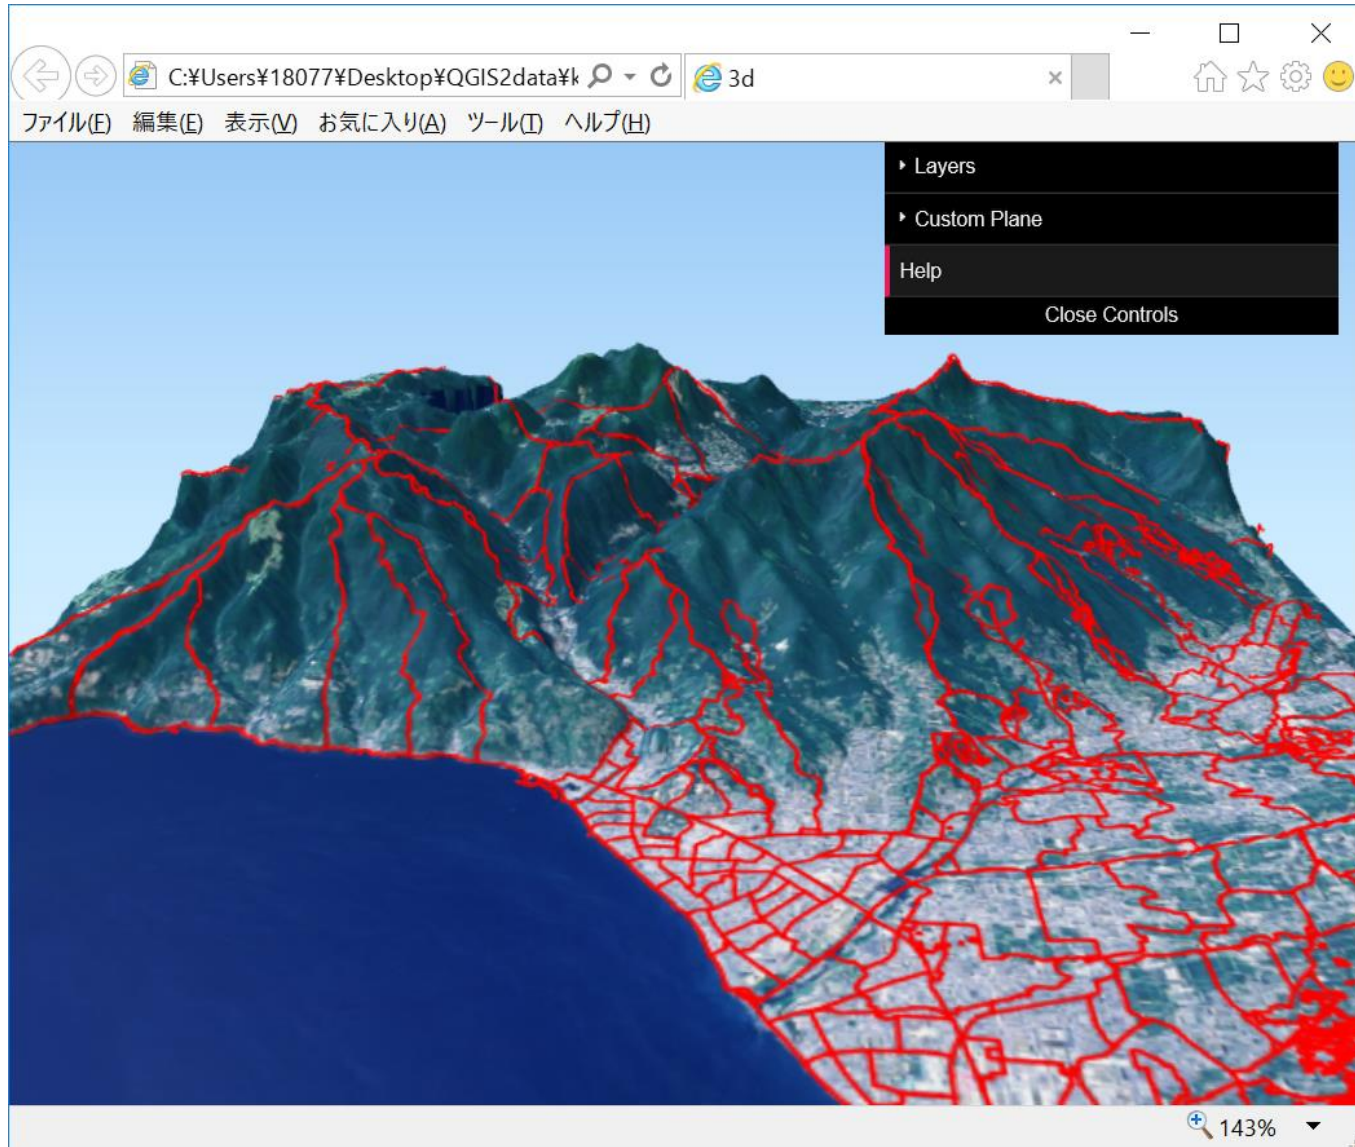 C:¥Users¥18077¥Desktop¥QGIS2data¥k
3d
ファイル(F) 編集(E) 表示(V) お気に入り(A) ツール(T) ヘルプ(H)
Layers
Custom Plane
Help
Close Controls
143%